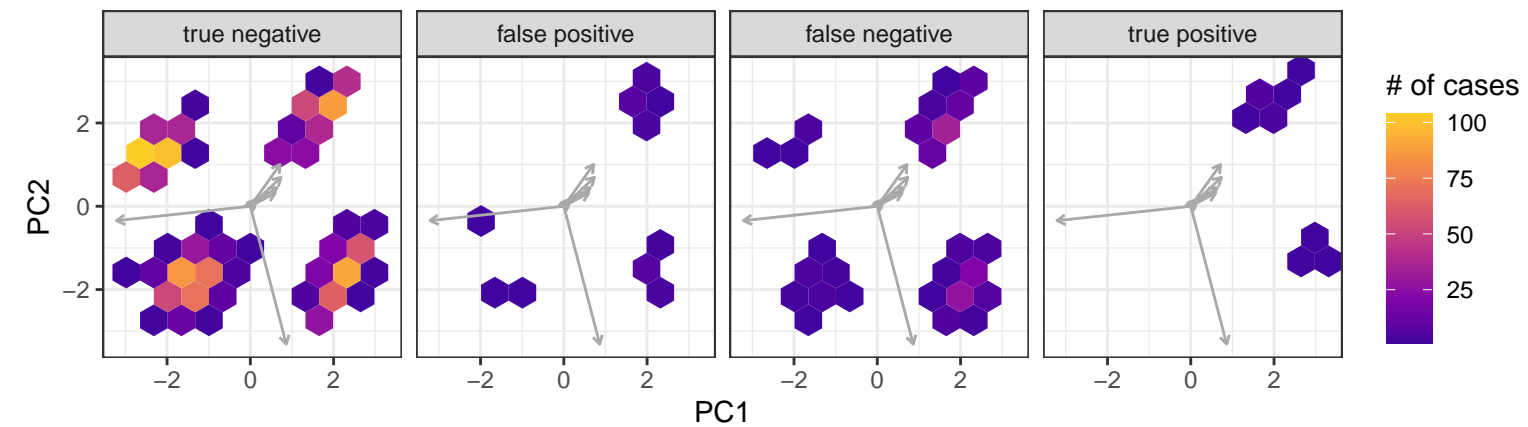 true negative
false positive
false negative
true positive
# of cases
100
75
50
25
PC2
2
0
−2
−2 0 2
−2 0 2
−2 0 2
−2 0 2
PC1